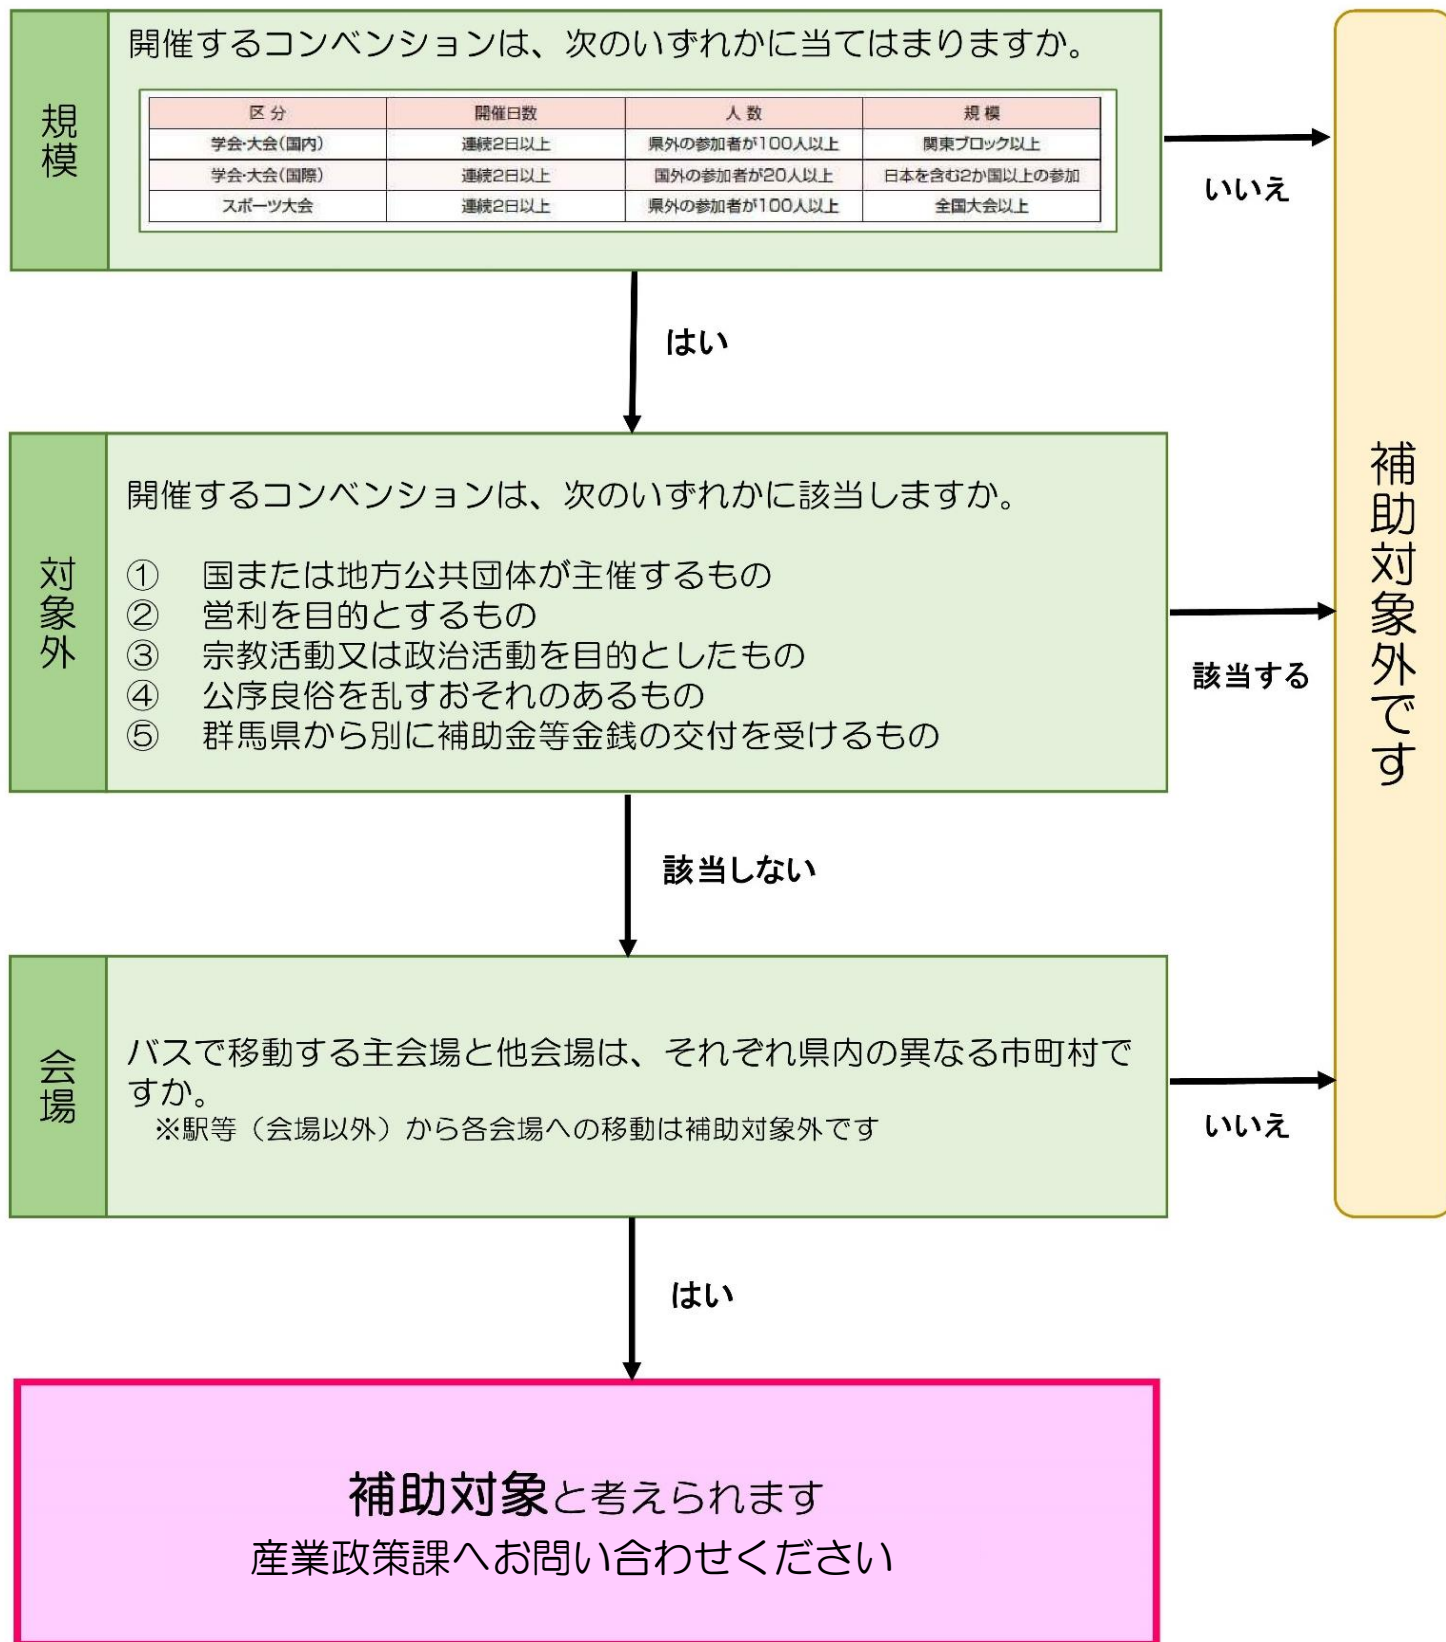 規模
開催するコンベンションは、次のいずれかに当てはまりますか。
区 分 開催日数 人 数 規 模
学会・大会(国内) 連続2日以上 県外の参加者が100人以上 関東ブロック以上
学会・大会(国際) 連続2日以上 国外の参加者が20人以上 日本を含む2か国以上の参加
スポーツ大会 連続2日以上 県外の参加者が100人以上 全国大会以上
いいえ
はい
対象外
開催するコンベンションは、次のいずれかに該当しますか。
① 国または地方公共団体が主催するもの
② 営利を目的とするもの
③ 宗教活動又は政治活動を目的としたもの
④ 公序良俗を乱すおそれのあるもの
⑤ 群馬県から別に補助金等金銭の交付を受けるもの
該当する
該当しない
会場
バスで移動する主会場と他会場は、それぞれ県内の異なる市町村で
すか。
※駅等（会場以外）から各会場への移動は補助対象外です
いいえ
はい
補助対象外です
補助対象と考えられます
産業政策課へお問い合わせください